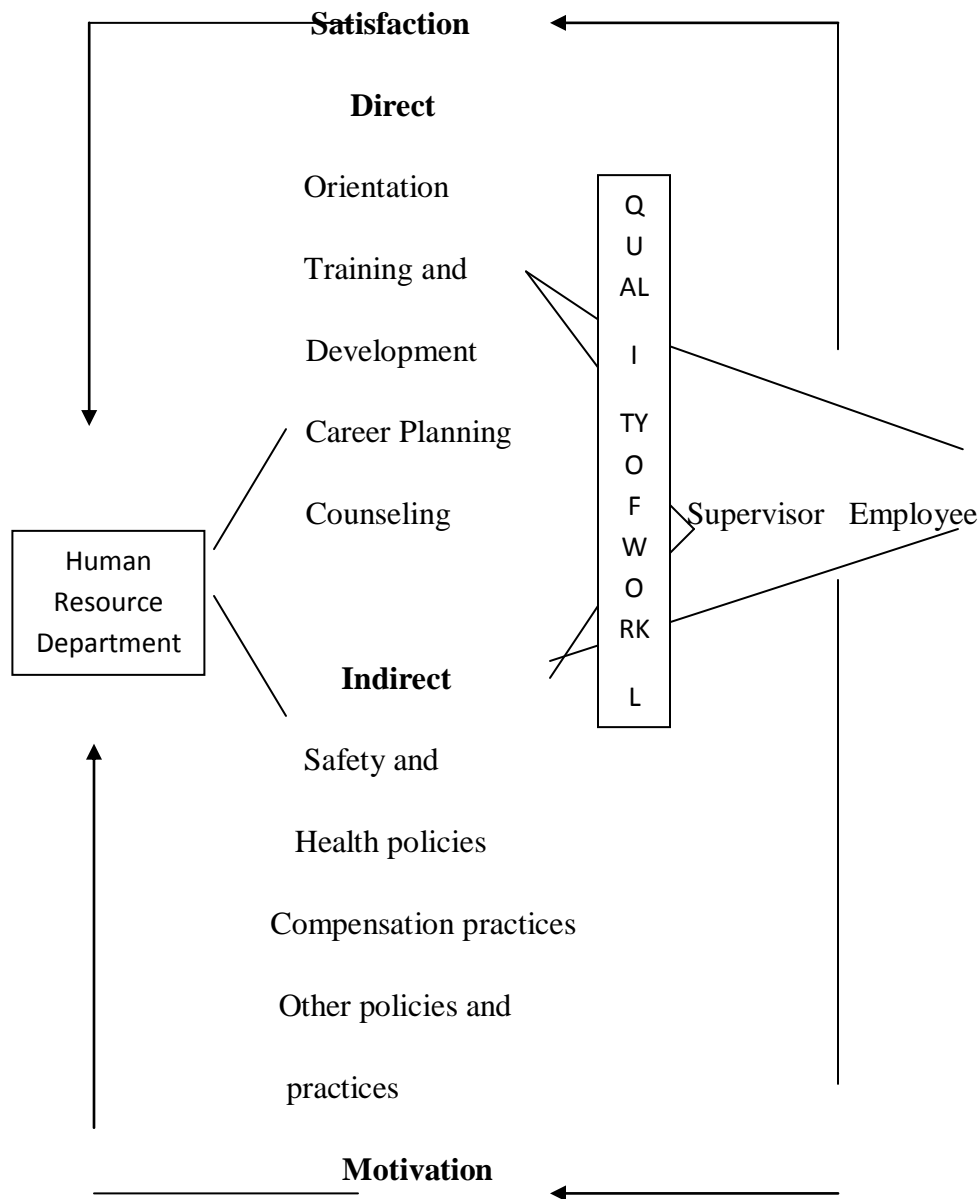 Satisfaction
Direct
Orientation
Training and
Development
Career Planning
Counseling
Human
Resource
Department
Indirect
Safety and
Health policies
Compensation practices
Other policies and
practices
Motivation
Q
U
AL
I
TY
O
F
W
O
RK
L
Supervisor Employee